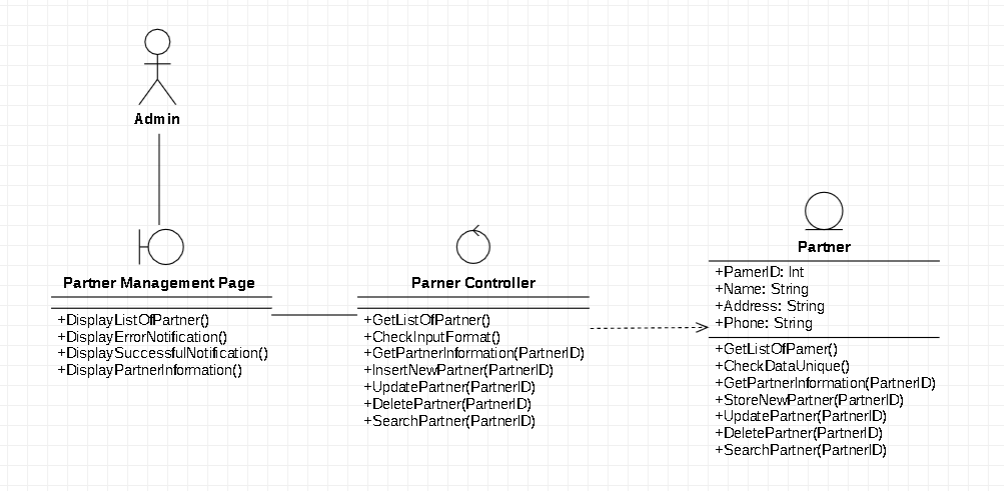 Admin
Partner Management Page
+DisplayListOfPartner()
+DisplayErrorNotification()
+DisplaySuccessfulNotification()
+DisplayPartnerInformation()
Parner Controller
+GetListOfPartner()
+CheckInputFormat()
+GetPartnerInformation(PartnerID)
+InsertNewPartner(PartnerID)
+UpdatePartner(PartnerID)
+DeletePartner(PartnerID)
+SearchPartner(PartnerID)
Partner
+ParnerID: Int
+Name: String
+Address: String
+Phone: String
+GetListOfParner()
+CheckDataUnique()
+GetPartnerInformation(PartnerID)
+StoreNewPartner(PartnerID)
+UpdatePartner(PartnerID)
+DeletePartner(PartnerID)
+SearchPartner(PartnerID)